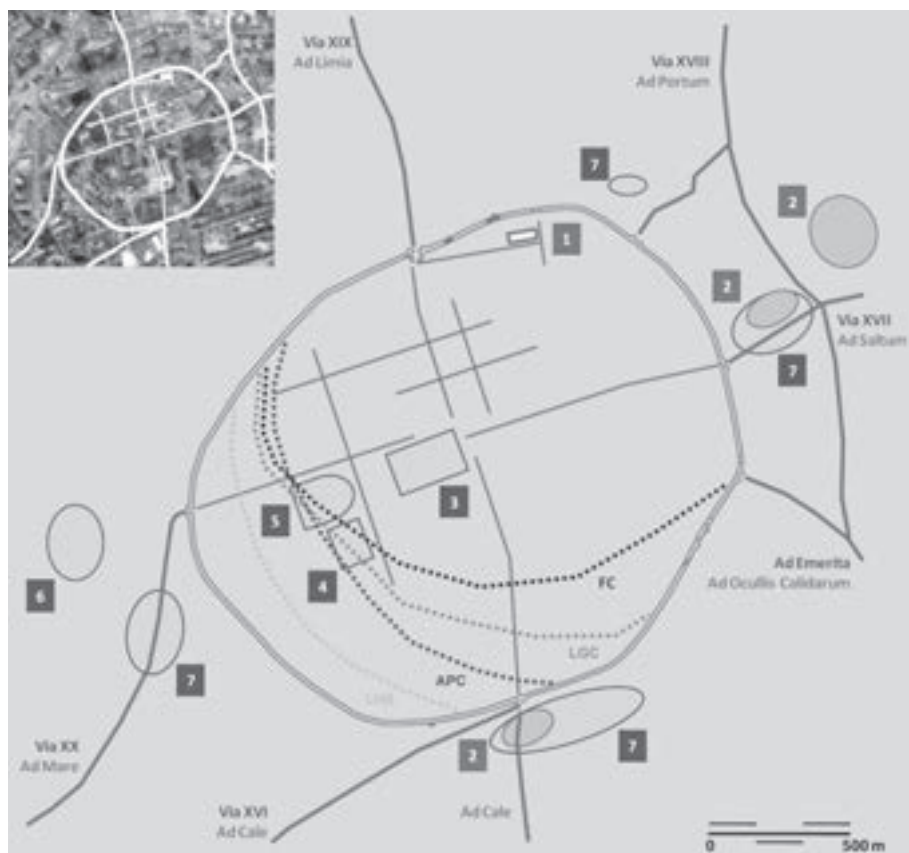 Via XIX
Ad Limia
Via XVIII
Ad Portum
7
2
1
2
Via XVII
Ad Saltum
7
3
5
4
6
FC
Ad Emerita
Ad Ocullis Calidarum
LGC
7
APC
Via XX
Ad Mare
2
7
Via XVI
Ad Cale
Ad Cale
0
500 m